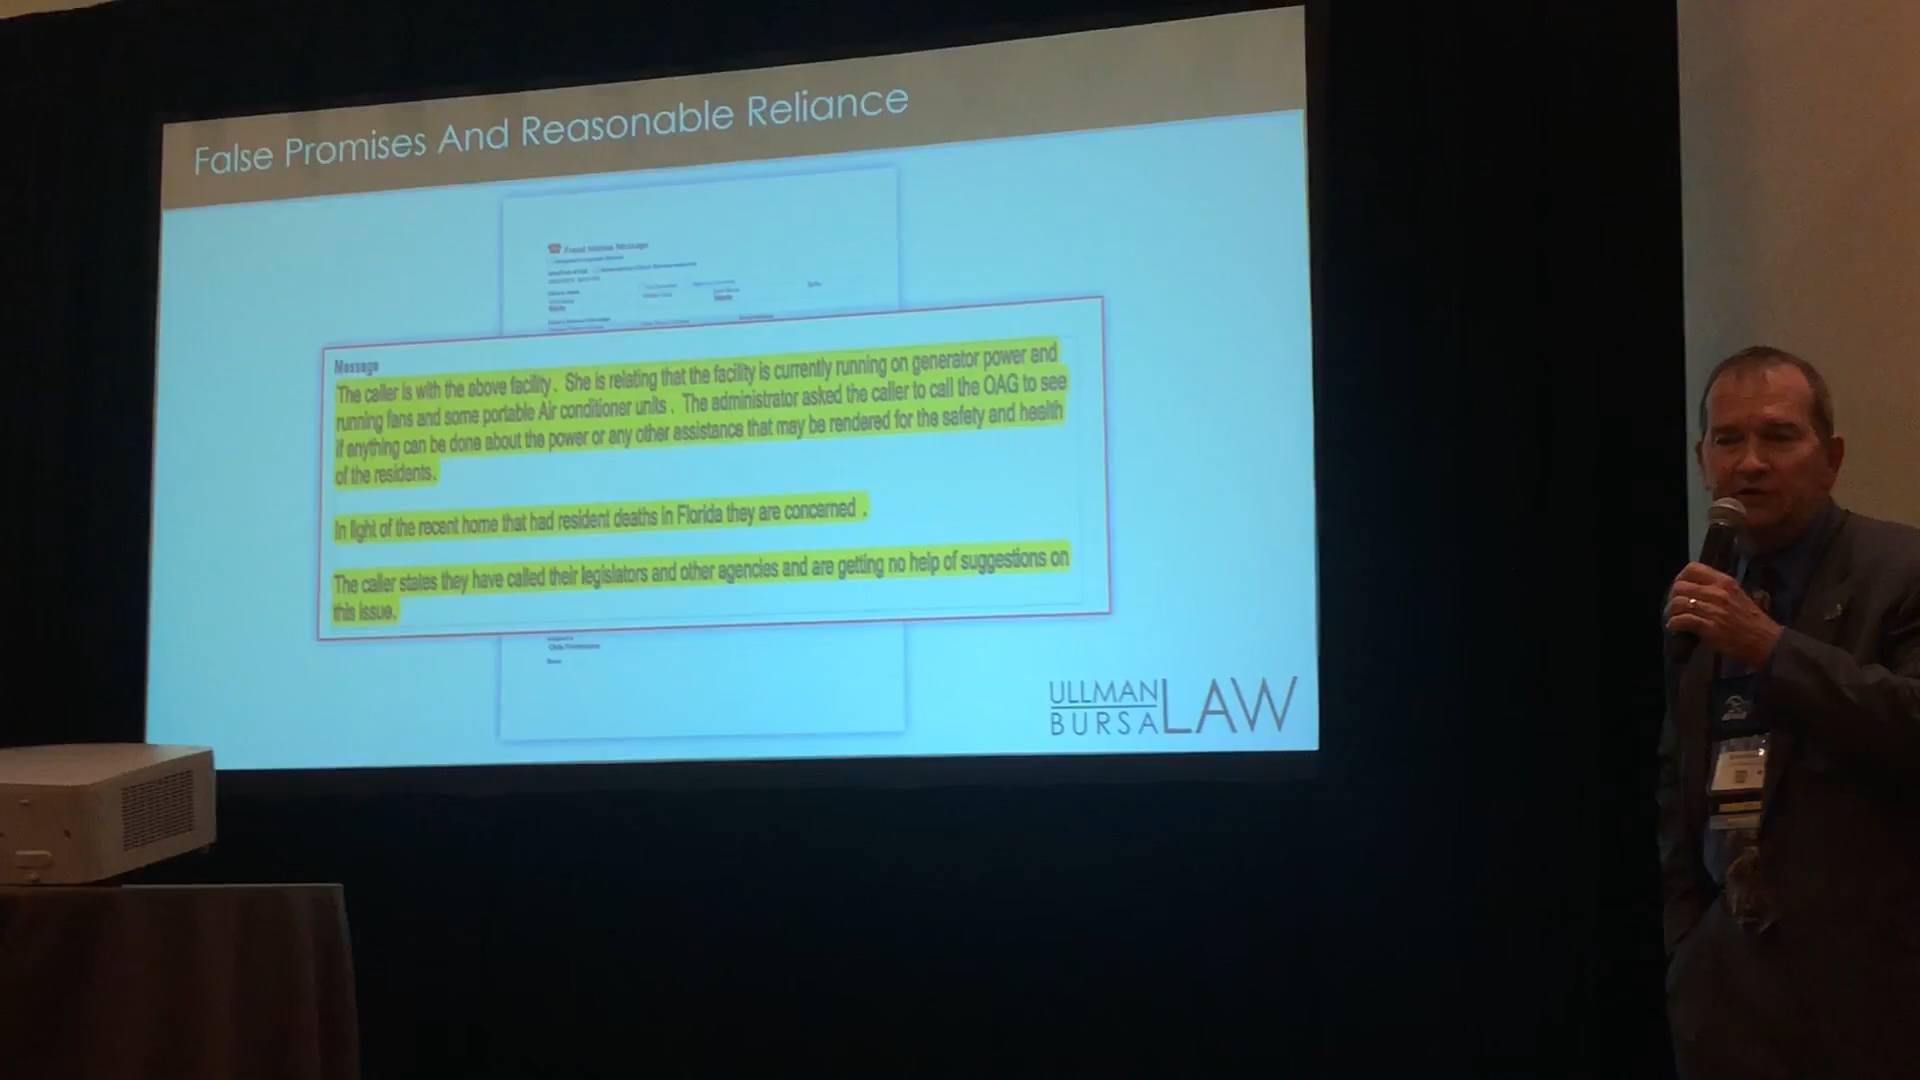 False Promises And Reasonable Reliance
Fraud Hotline Message
Message
The caller is with the above facility. She is relating that the facility is currently running on generator power and
running fans and some portable Air conditioner units. The administrator asked the caller to call the OAG to see
if anything can be done about the power or any other assistance that may be rendered for the safety and health
of the residents.
In light of the recent home that had resident deaths in Florida they are concerned .
The caller states they have called their legislators and other agencies and are getting no help of suggestions on
this issue.
ULLMAN
BURSA LAW